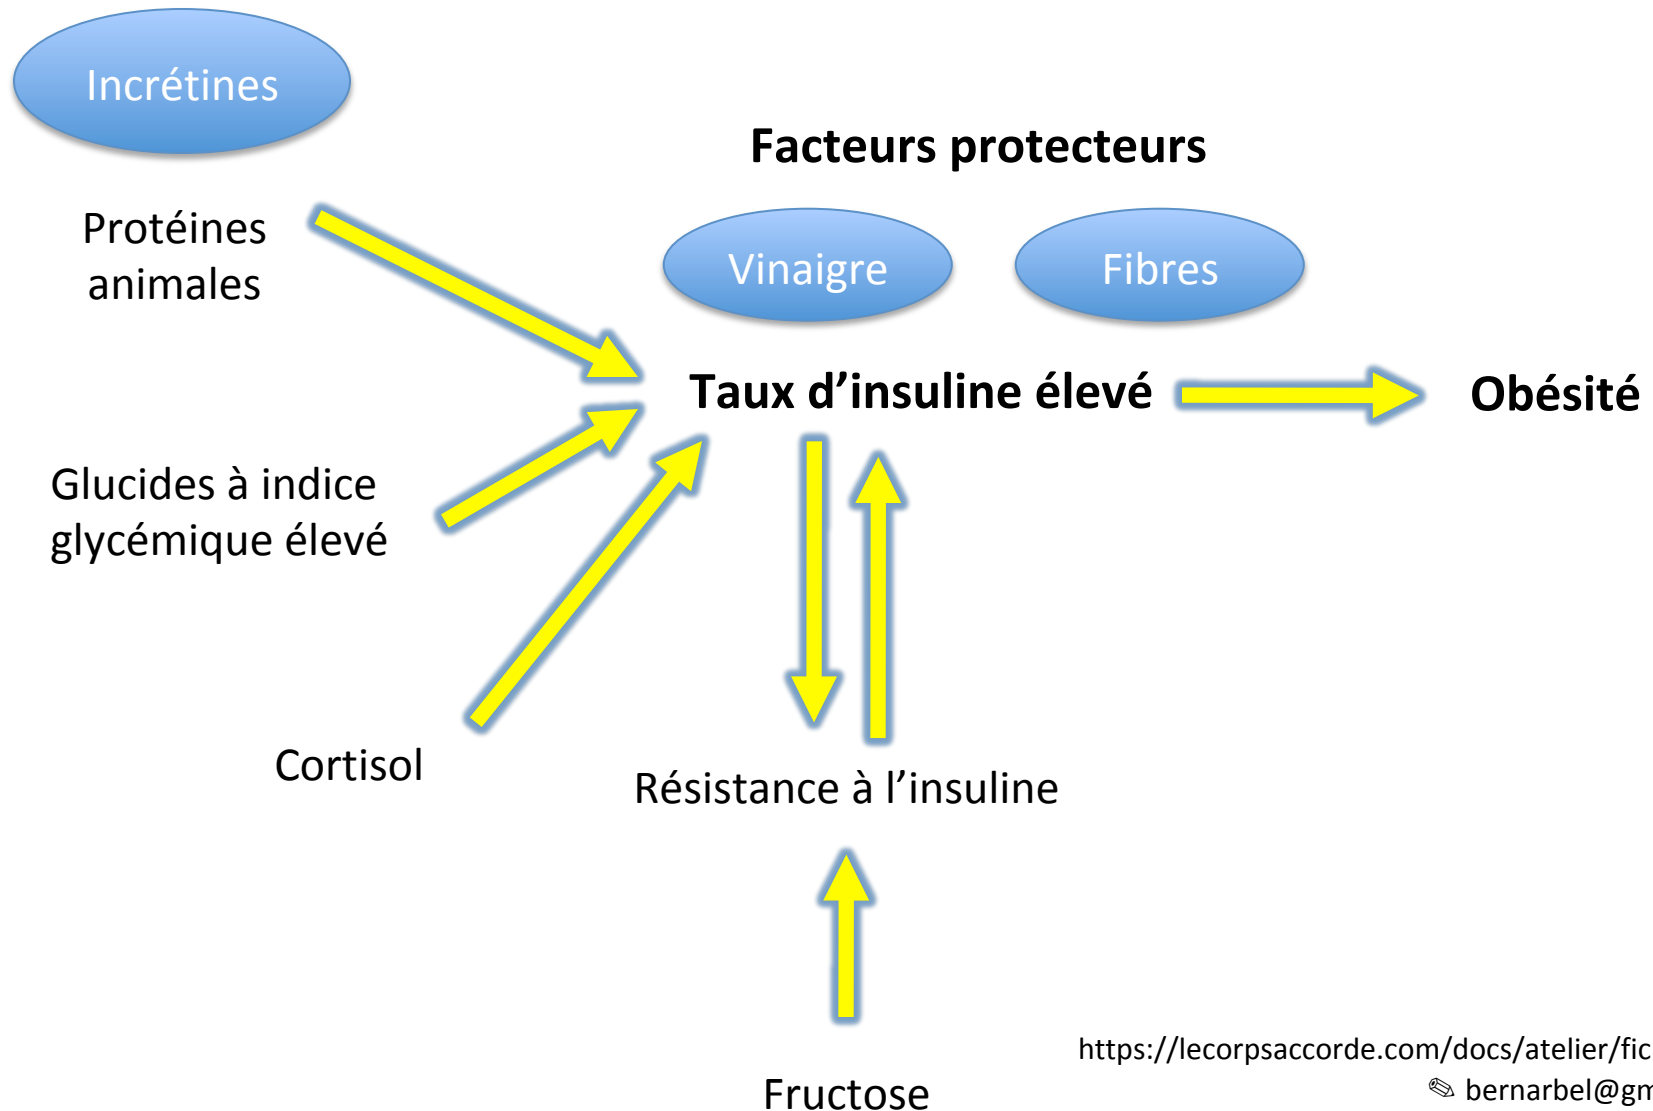 Incrétines
Facteurs protecteurs
Protéines
animales
Vinaigre
Fibres
Taux d’insuline élevé
Obésité
Glucides à indice
glycémique élevé
Cortisol
Résistance à l’insuline
Fructose
https://lecorpsaccorde.com/docs/atelier/fic
✎ bernarbel@gm